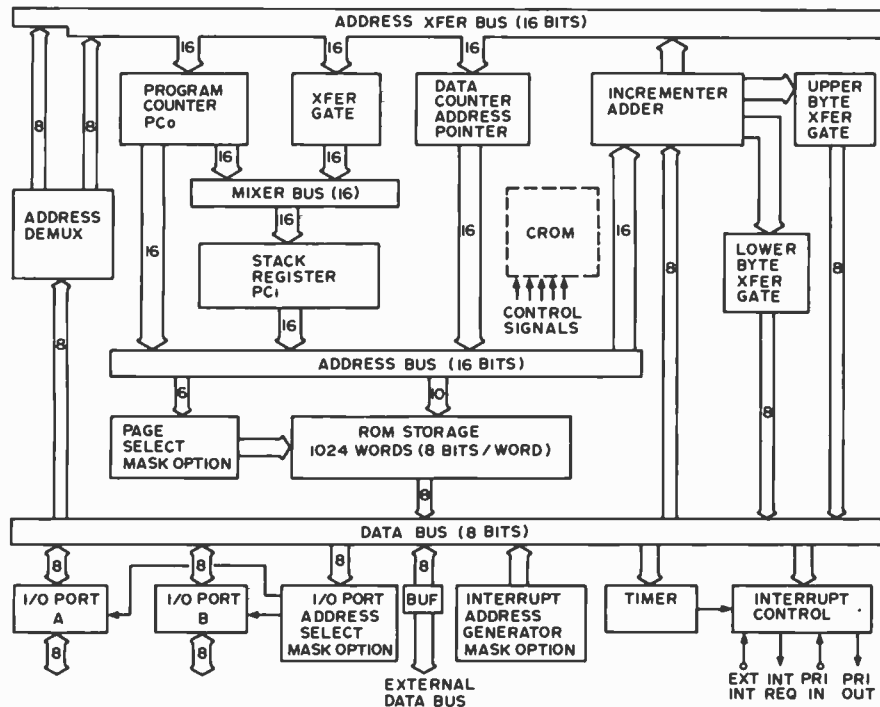 ADDRESS XFER BUS (16 BITS)
16
16
16
8
8
PROGRAM
COUNTER
PC0
XFER
GATE
DATA
COUNTER
ADDRESS
POINTER
INCREMENTER
ADDER
UPPER
BYTE
XFER
GATE
16
16
MIXER BUS (16)
ADDRESS
DEMUX
16
16
STACK
REGISTER
PC1
16
CROM
CONTROL
SIGNALS
16
16
8
LOWER
BYTE
XFER
GATE
8
8
ADDRESS BUS (16 BITS)
6
10
PAGE
SELECT
MASK OPTION
ROM STORAGE
1024 WORDS (8 BITS/WORD)
8
8
DATA BUS (8 BITS)
8
8
8
8
I/O PORT
A
I/O PORT
B
I/O PORT
ADDRESS
SELECT
MASK OPTION
BUF
INTERRUPT
ADDRESS
GENERATOR
MASK OPTION
TIMER
INTERRUPT
CONTROL
8
8
EXTERNAL
DATA BUS
EXT
INT
INT
REQ
PRI
IN
PRI
OUT